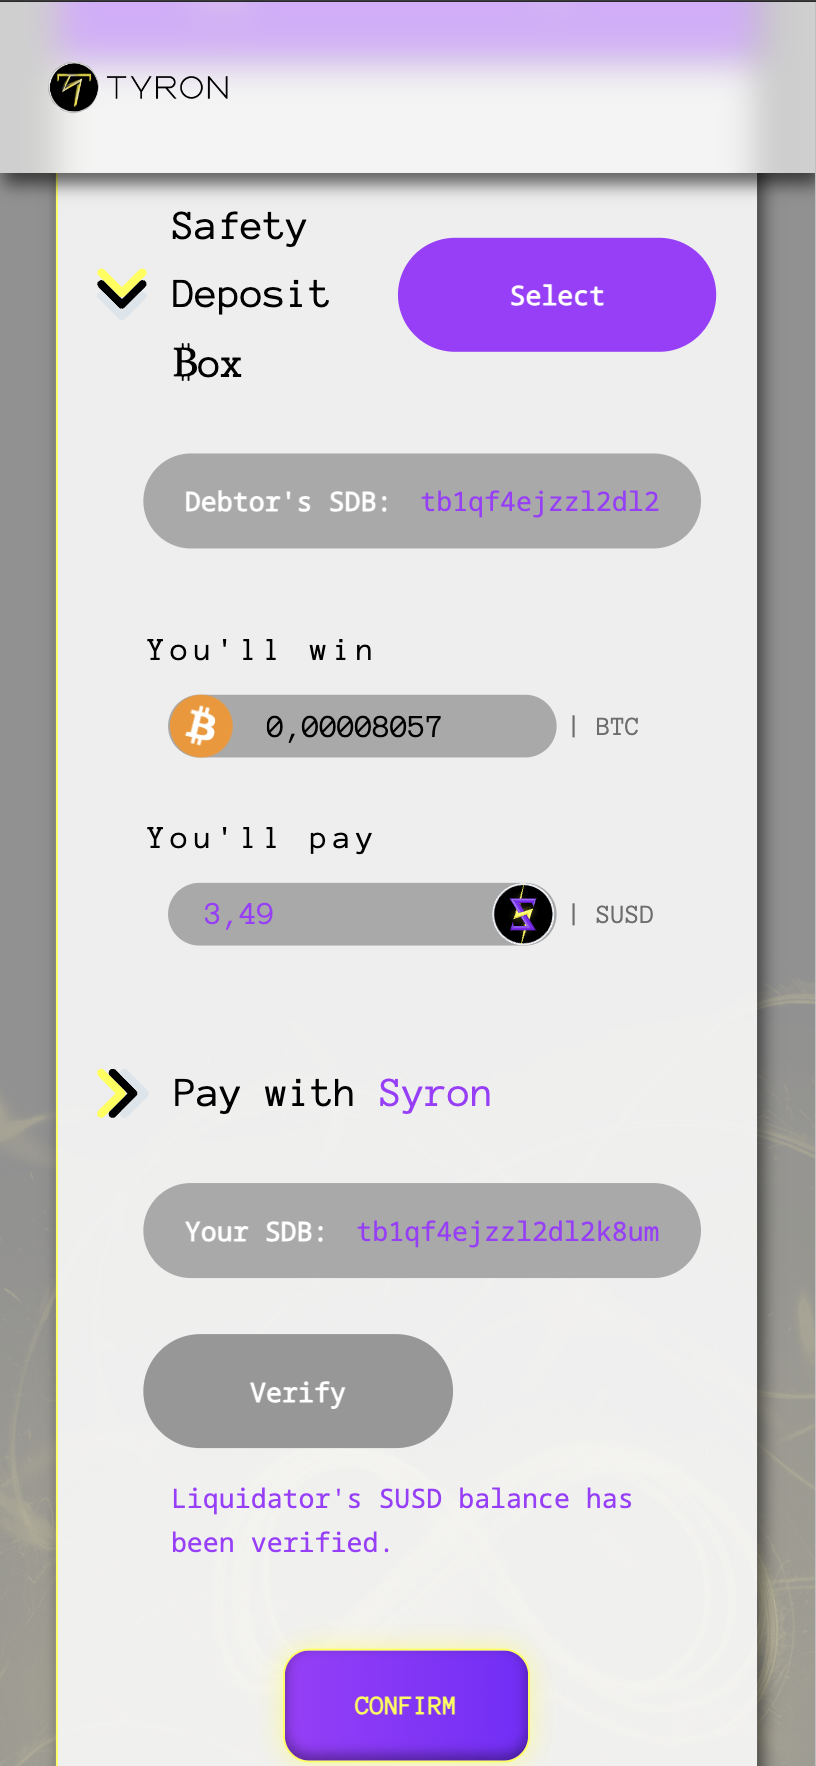 TYRON
Safety
Deposit
₿ox
Select
Debtor's SDB: tb1qf4ejzzl2dl2
You'll win
0,00008057 | BTC
You'll pay
3,49 | SUSD
Pay with Syron
Your SDB: tb1qf4ejzzl2dl2k8um
Verify
Liquidator's SUSD balance has
been verified.
CONFIRM